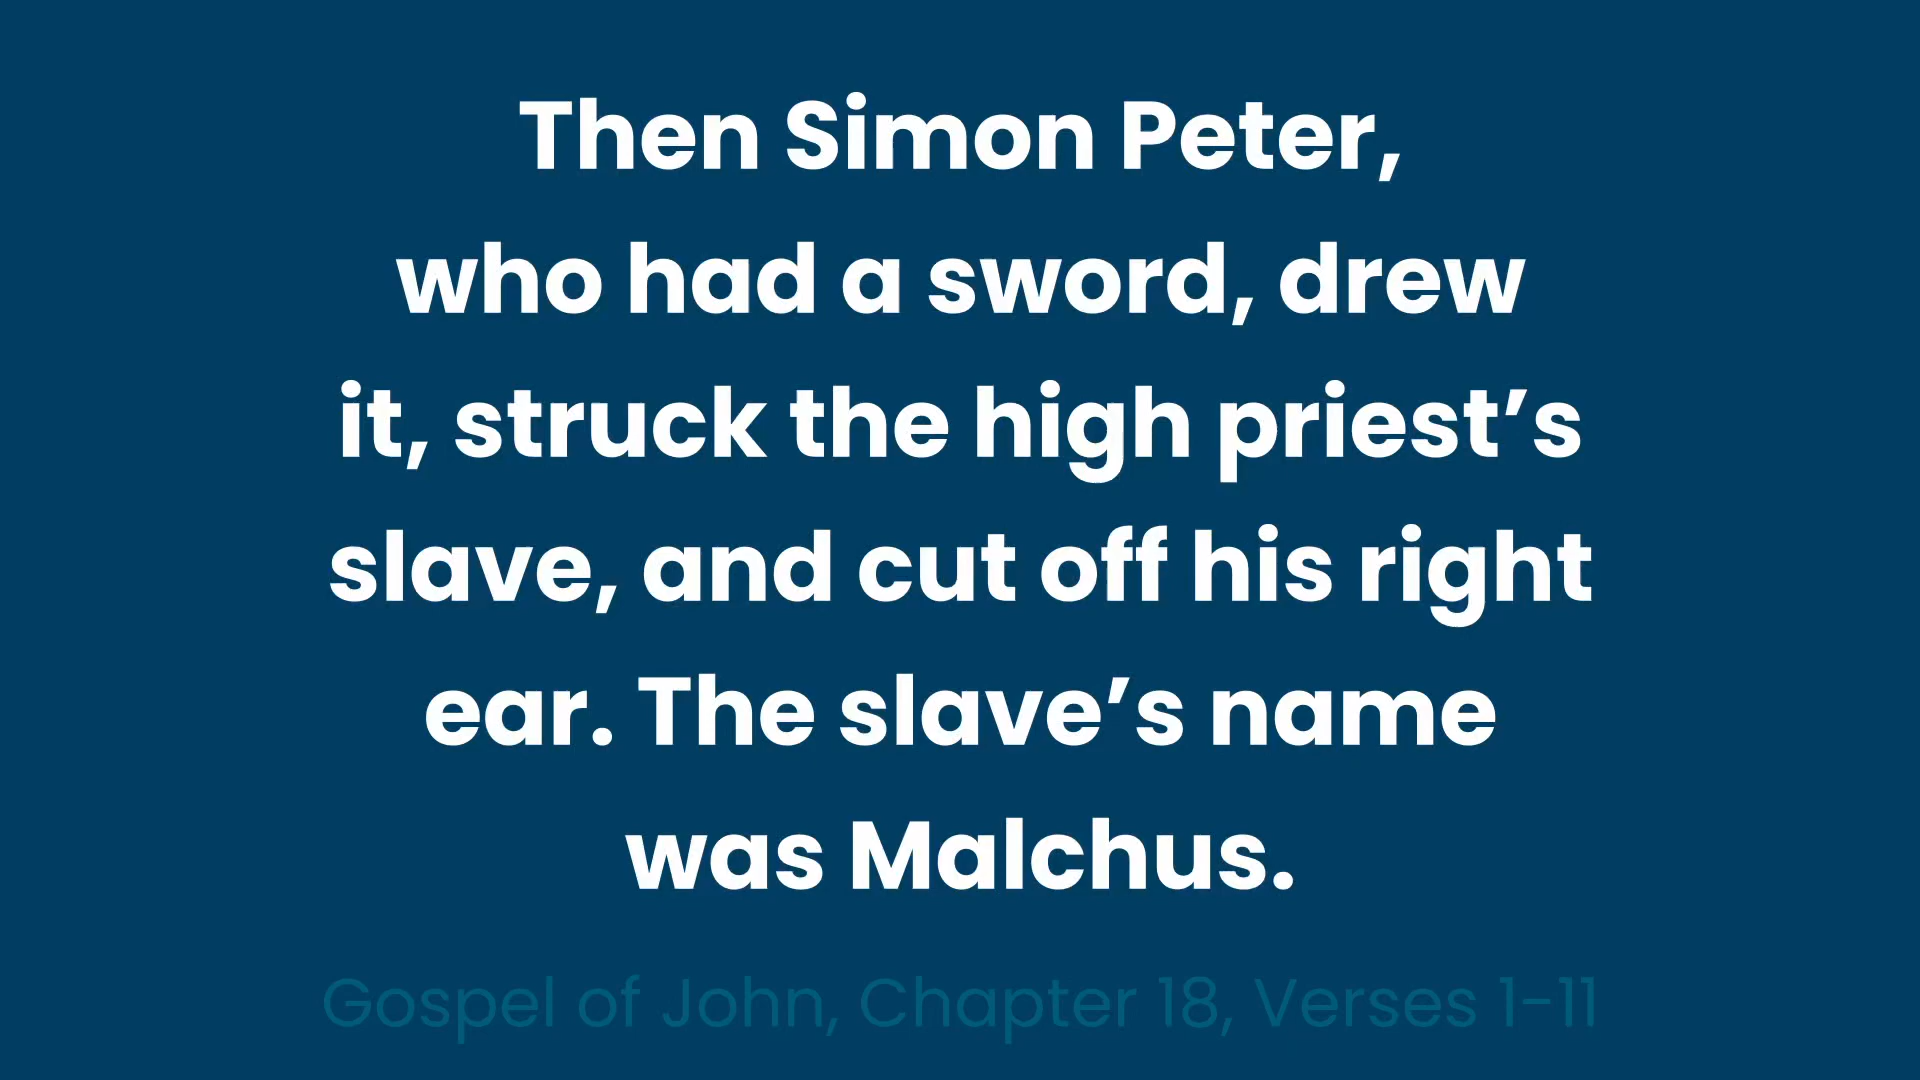 Then Simon Peter,
who had a sword, drew
it, struck the high priest’s
slave, and cut off his right
ear. The slave’s name
was Malchus.
Gospel of John, Chapter 18, Verses 1-11